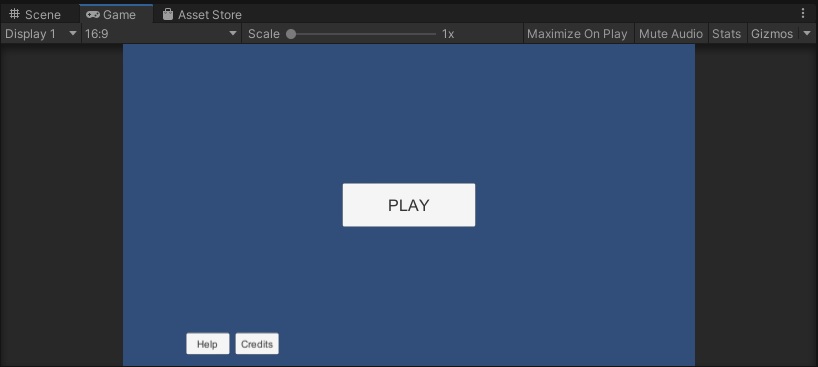 Scene Game Asset Store
Display 1 16:9 Scale 1x Maximize On Play Mute Audio Stats Gizmos
PLAY
Help Credits